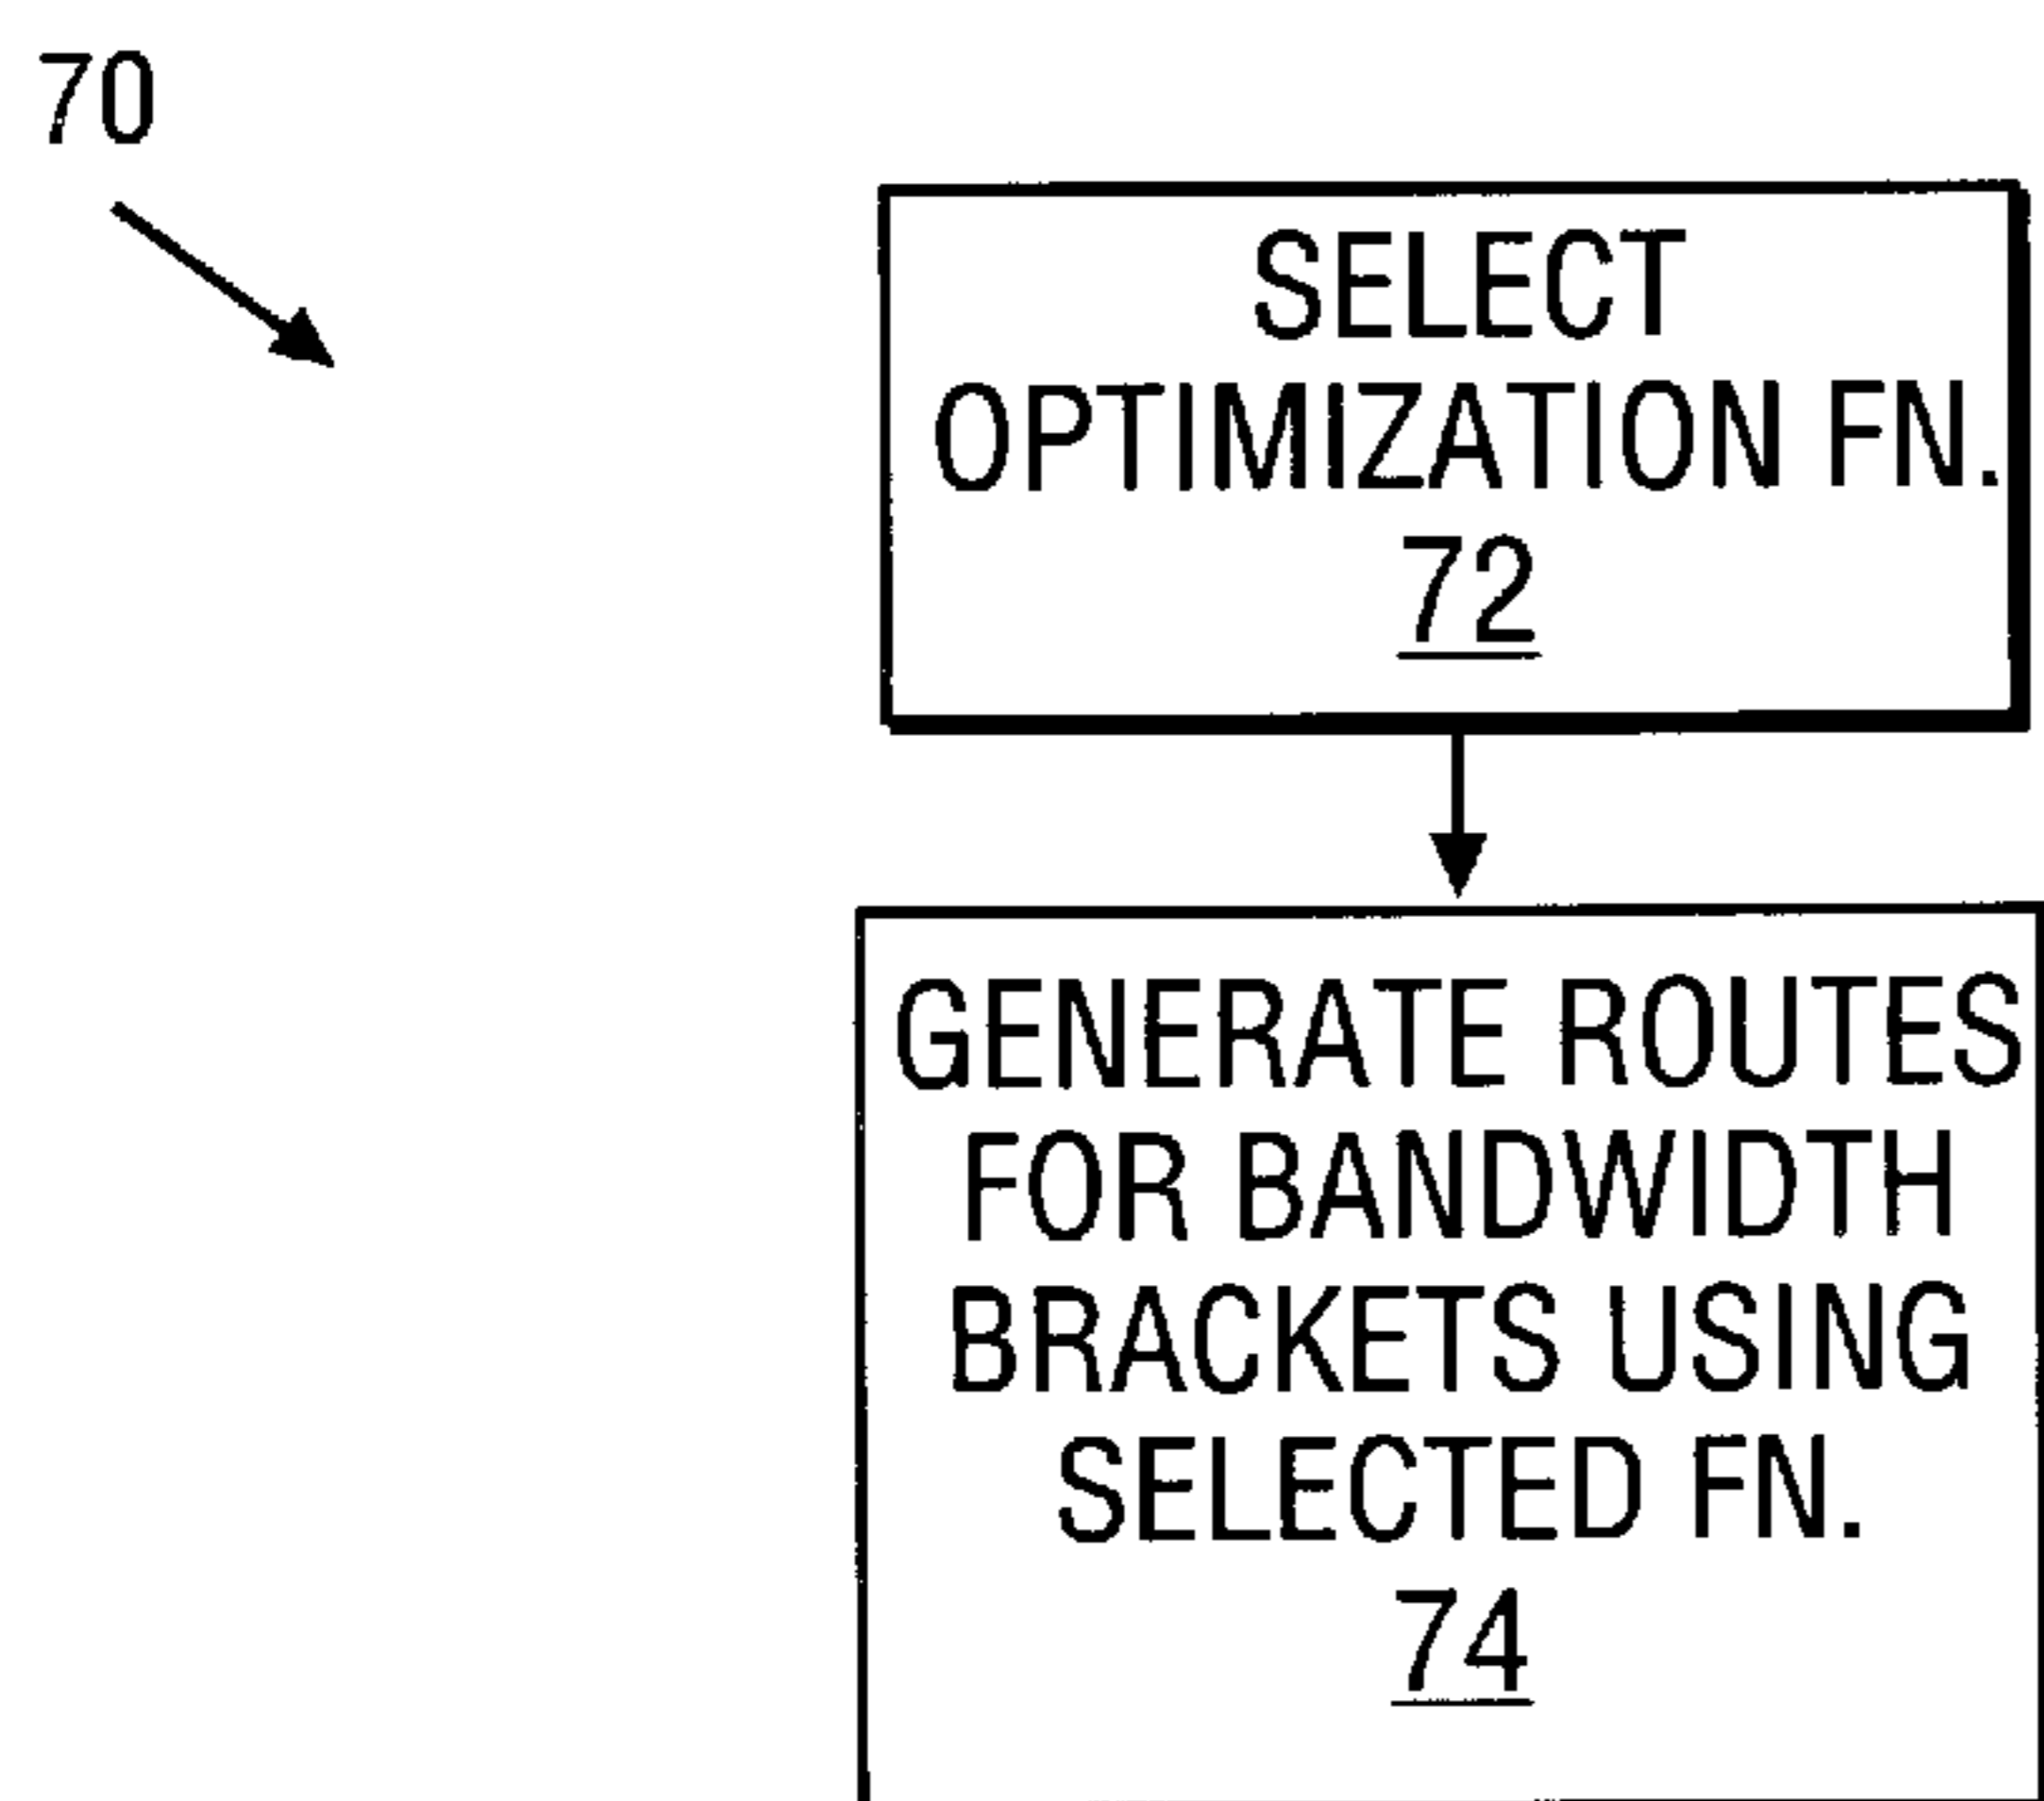 70
SELECT
OPTIMIZATION FN.
72
GENERATE ROUTES
FOR BANDWIDTH
BRACKETS USING
SELECTED FN.
74